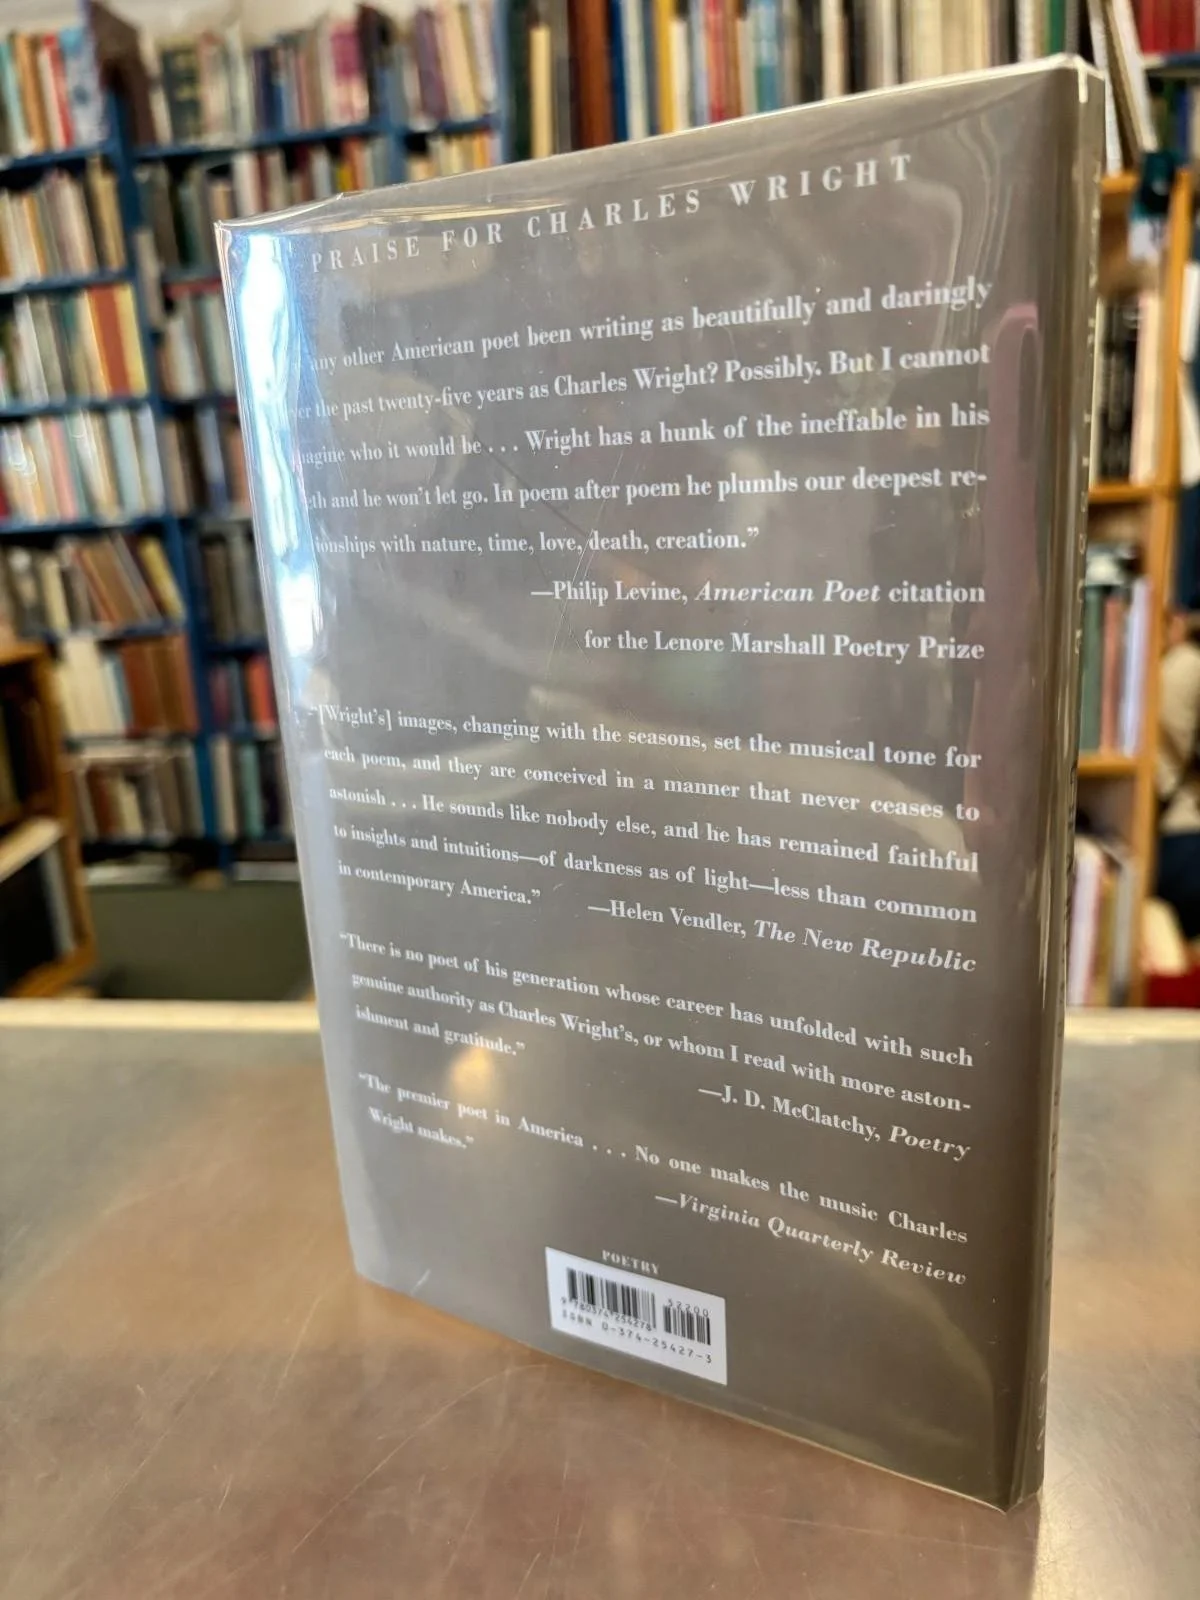 PRAISE FOR CHARLES WRIGHT
any other American poet been writing as beautifully and daringly
the past twenty-five years as Charles Wright? Possibly. But I cannot
who it would be . . . Wright has a hunk of the ineffable in his
and he won't let go. In poem after poem he plumbs our deepest re-
ionships with nature, time, love, death, creation.”
—Philip Levine, American Poet citation
for the Lenore Marshall Poetry Prize
“[Wright's] images, changing with the seasons, set the musical tone for
each poem, and they are conceived in a manner that never ceases to
astonish . . . He sounds like nobody else, and he has remained faithful
to insights and intuitions—of darkness as of light—less than common
in contemporary America.” —Helen Vendler, The New Republic
“There is no poet of his generation whose career has unfolded with such
genuine authority as Charles Wright's, or whom I read with more aston-
ishment and gratitude.”
—J. D. McClatchy, Poetry
“The premier poet in America . . . No one makes the music Charles
Wright makes.”
—Virginia Quarterly Review
POETRY
52200
9 780374 254278
ISBN 0-374-25427-3